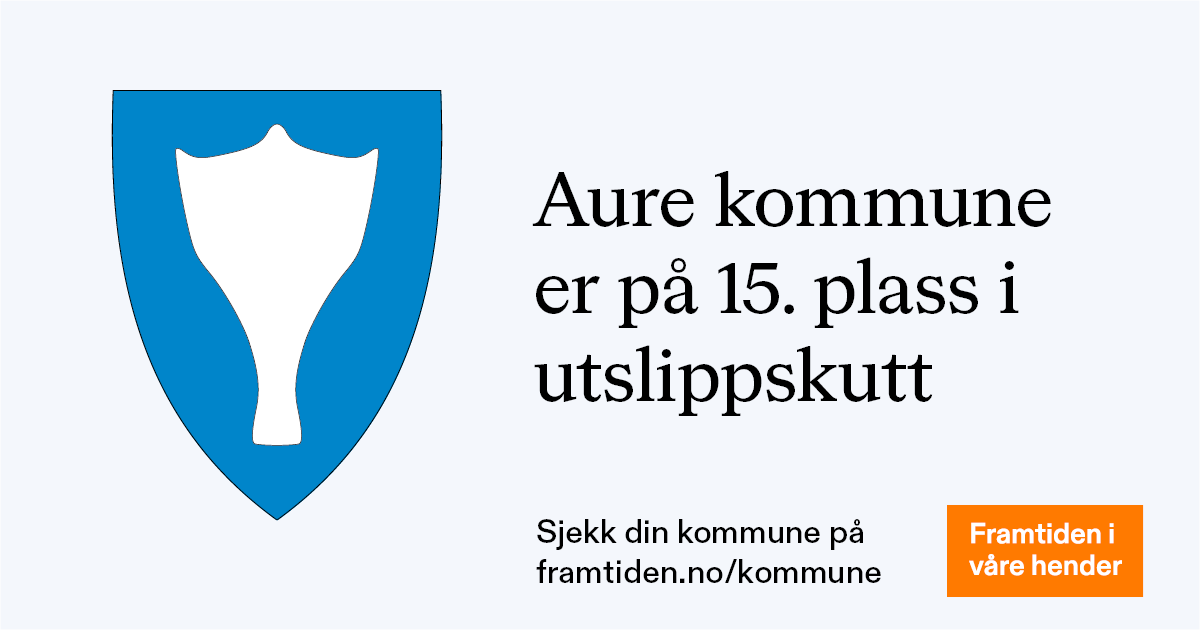 Aure kommune
er på 15. plass i
utslippskutt
Sjekk din kommune på
framtiden.no/kommune
Framtiden i
våre hender